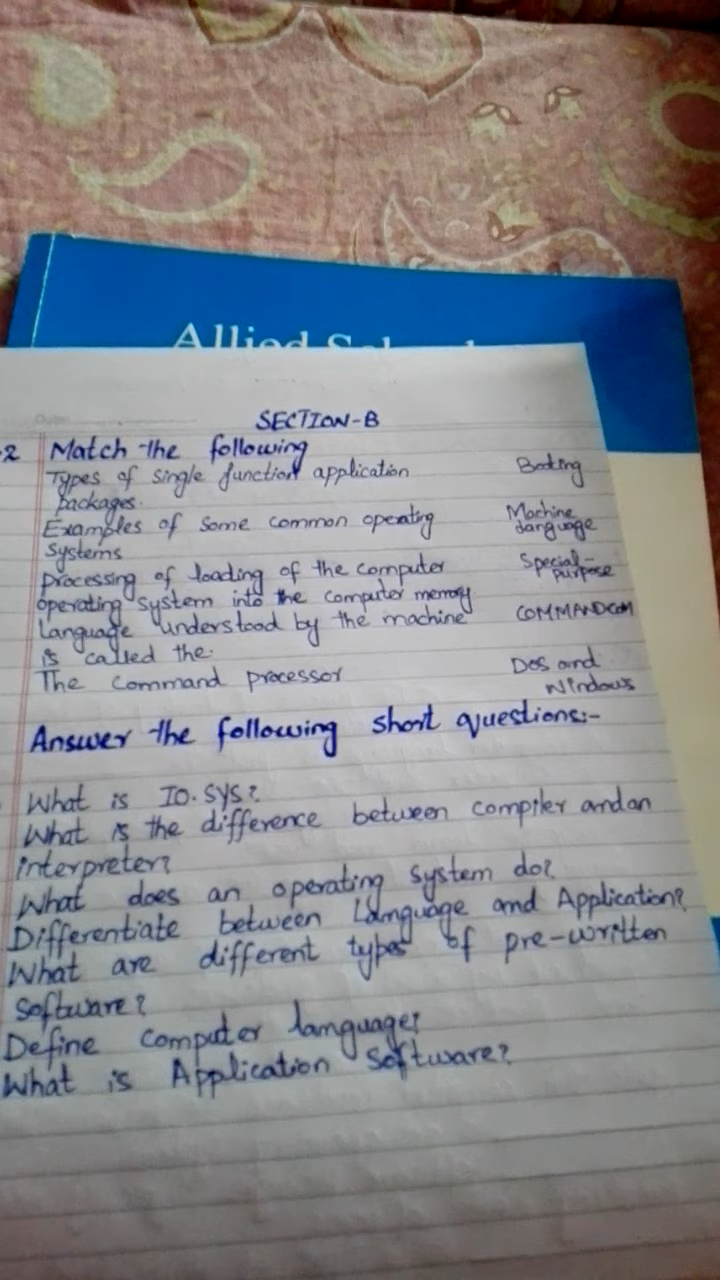 Allied
SECTION-B
2 Match the following
Types of single function application Booting
packages.
Examples of some common operating Machine
systems language
processing of loading of the computer Special-
operating system into the computer memory purpose
language understood by the machine COMMAND.COM
is called the.
The command processor Dos and
Windows
Answer the following short questions:-
What is IO.SYS?
What is the difference between compiler and an
interpreter?
What does an operating system do?
Differentiate between Language and Application?
What are different types of pre-written
software?
Define computer language?
What is Application software?